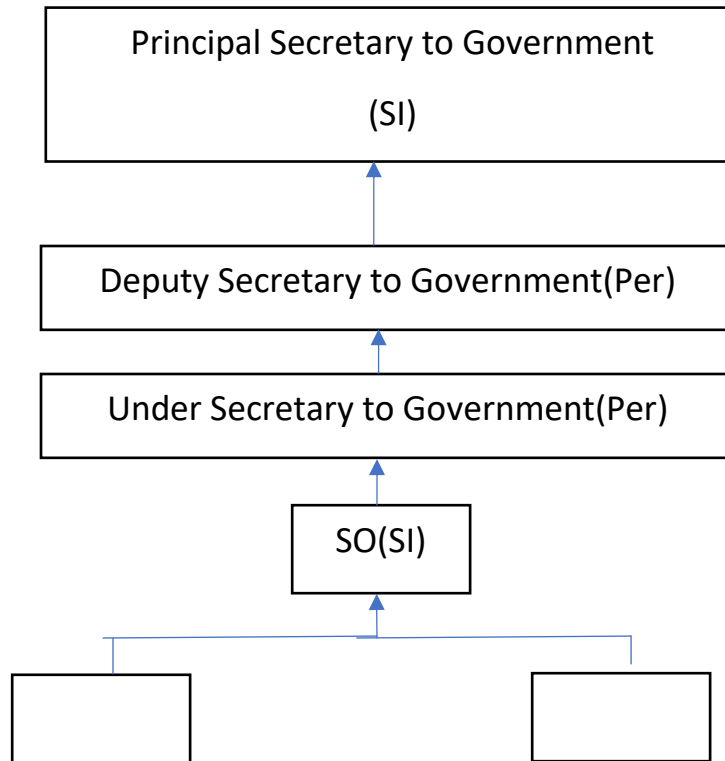 Principal Secretary to Government
(SI)
Deputy Secretary to Government(Per)
Under Secretary to Government(Per)
SO(SI)